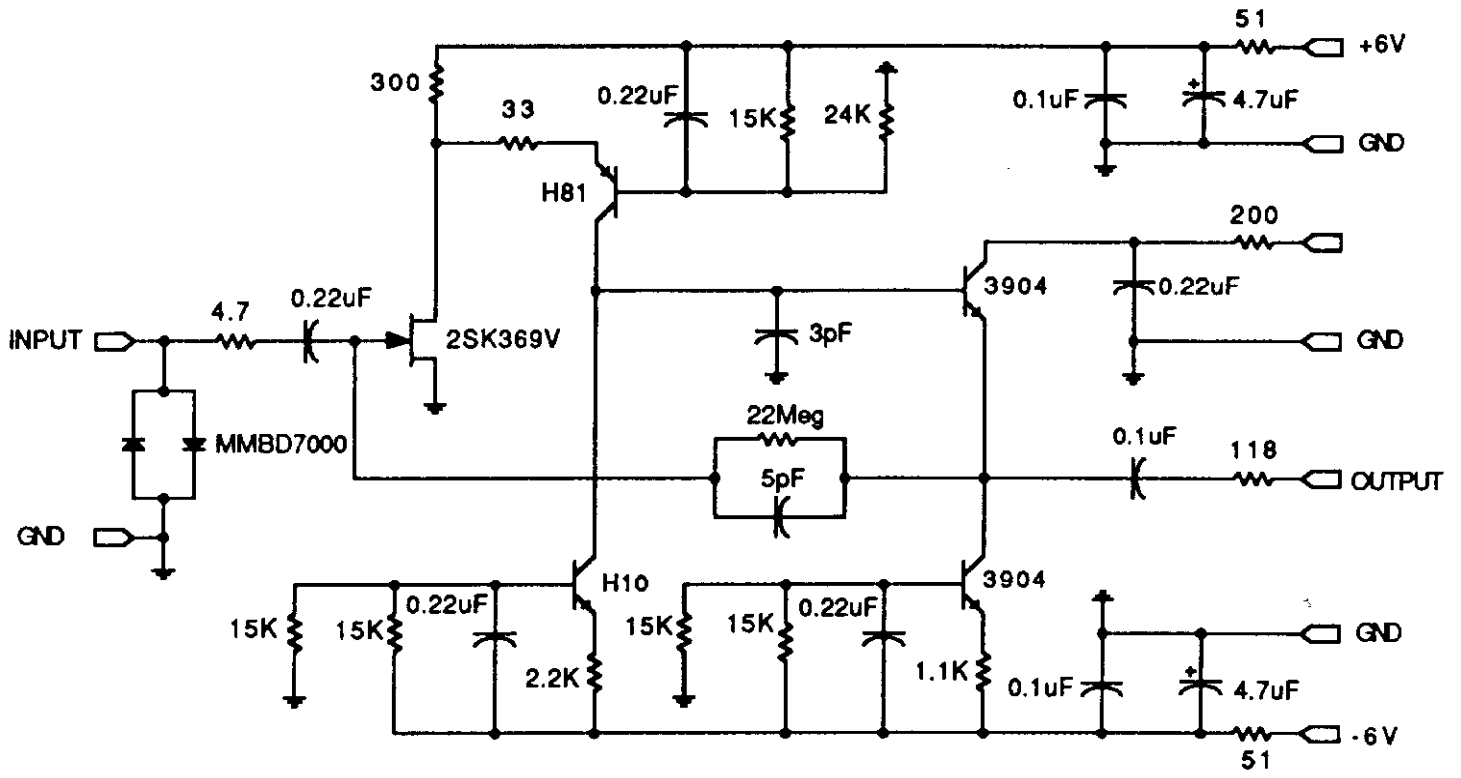 51
+6V
300
0.22uF
15K
24K
0.1uF
+
4.7uF
33
GND
H81
200
0.22uF
4.7
3904
0.22uF
INPUT
2SK369V
3pF
GND
22Meg
0.1uF
118
MMBD7000
5pF
OUTPUT
GND
H10
3904
0.22uF
0.22uF
15K
15K
15K
15K
GND
2.2K
1.1K
0.1uF
+
4.7uF
-6V
51